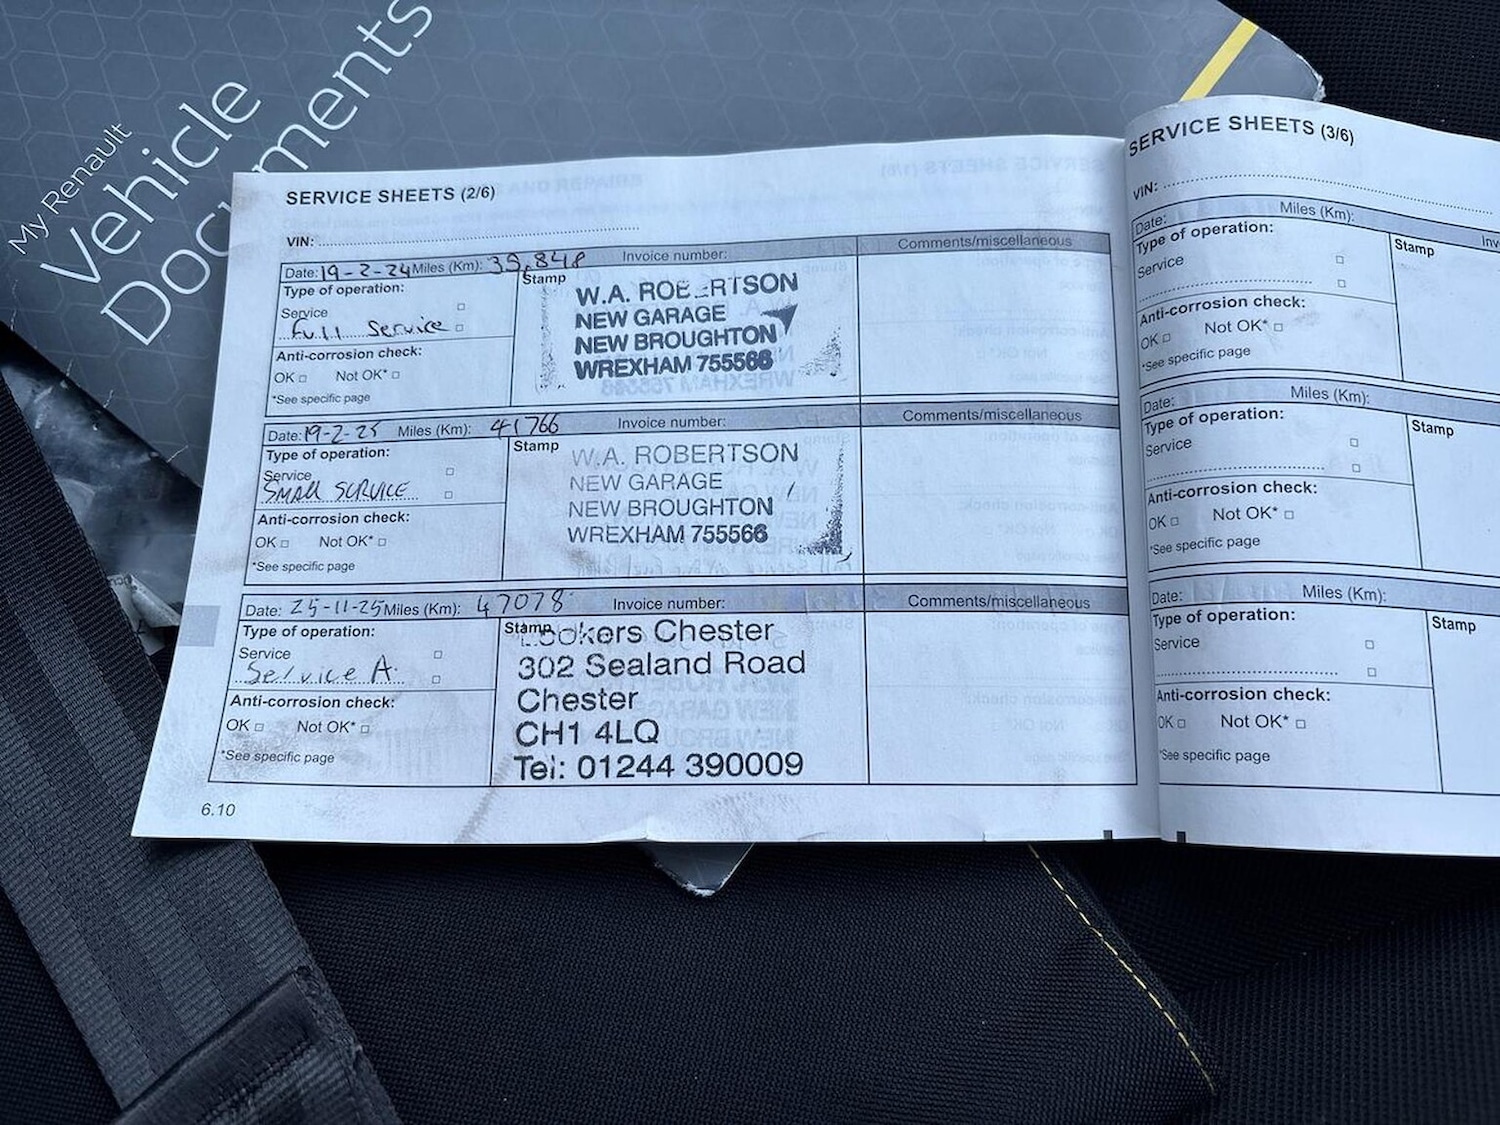 My Renault
Vehicle
Documents
SERVICE SHEETS (2/6)
VIN:
Date: 19-2-24 Miles (Km): 35,848 Invoice number: Comments/miscellaneous
Type of operation:
Service
Full Service
Anti-corrosion check:
OK Not OK*
*See specific page
Stamp
W.A. ROBERTSON
NEW GARAGE
NEW BROUGHTON
WREXHAM 755566
Date: 19-2-25 Miles (Km): 41766 Invoice number: Comments/miscellaneous
Type of operation:
Service
SMALL SERVICE
Anti-corrosion check:
OK Not OK*
*See specific page
Stamp
W.A. ROBERTSON
NEW GARAGE
NEW BROUGHTON
WREXHAM 755566
Date: 25-11-25 Miles (Km): 47078 Invoice number: Comments/miscellaneous
Type of operation:
Service
Service A
Anti-corrosion check:
OK Not OK*
*See specific page
Stamp
Lookers Chester
302 Sealand Road
Chester
CH1 4LQ
Tel: 01244 390009
6.10
SERVICE SHEETS (3/6)
VIN:
Date: Miles (Km): Inv
Type of operation:
Service
Anti-corrosion check:
OK Not OK*
*See specific page
Stamp
Date: Miles (Km):
Type of operation:
Service
Anti-corrosion check:
OK Not OK*
*See specific page
Stamp
Date: Miles (Km):
Type of operation:
Service
Anti-corrosion check:
OK Not OK*
*See specific page
Stamp